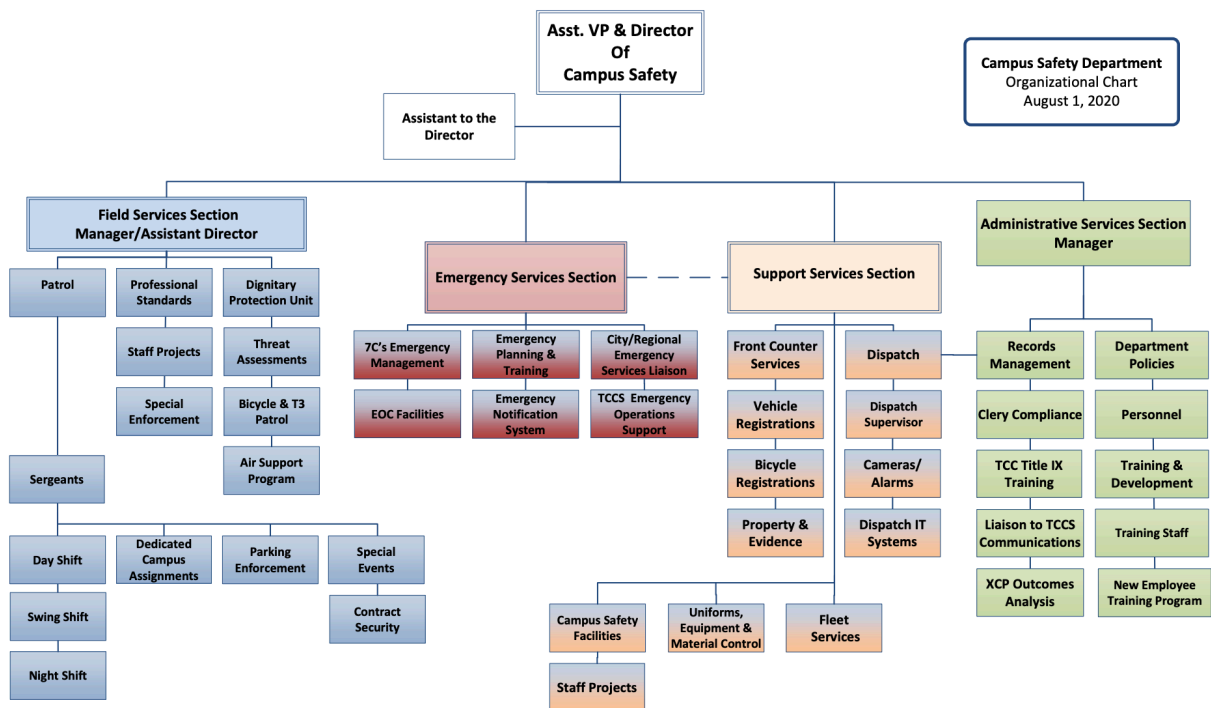 Asst. VP & Director
Of
Campus Safety
Campus Safety Department
Organizational Chart
August 1, 2020
Assistant to the
Director
Field Services Section
Manager/Assistant Director
Emergency Services Section
Support Services Section
Administrative Services Section
Manager
Patrol
Professional
Standards
Dignitary
Protection Unit
Staff Projects
Threat
Assessments
Special
Enforcement
Bicycle & T3
Patrol
Air Support
Program
Sergeants
Day Shift
Dedicated
Campus
Assignments
Parking
Enforcement
Special
Events
Swing Shift
Contract
Security
Night Shift
7C's Emergency
Management
Emergency
Planning &
Training
City/Regional
Emergency
Services Liaison
EOC Facilities
Emergency
Notification
System
TCCS Emergency
Operations
Support
Front Counter
Services
Dispatch
Vehicle
Registrations
Dispatch
Supervisor
Bicycle
Registrations
Cameras/
Alarms
Property &
Evidence
Dispatch IT
Systems
Campus Safety
Facilities
Uniforms,
Equipment &
Material Control
Fleet
Services
Staff Projects
Records
Management
Department
Policies
Clery Compliance
Personnel
TCC Title IX
Training
Training &
Development
Liaison to TCCS
Communications
Training Staff
XCP Outcomes
Analysis
New Employee
Training Program